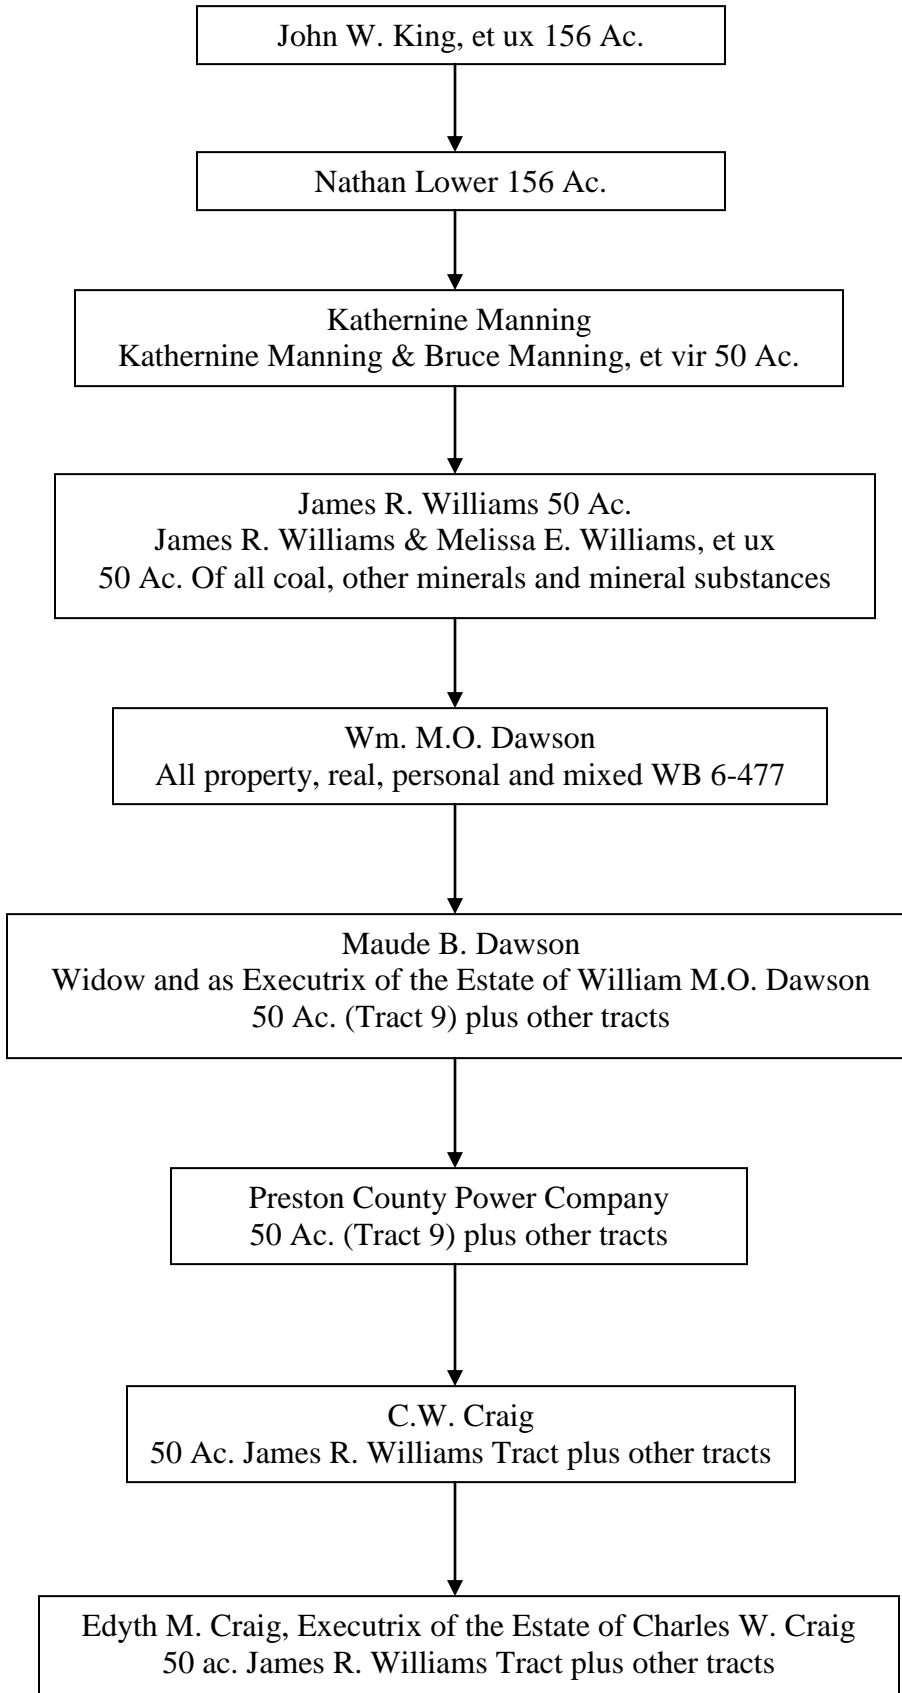 John W. King, et ux 156 Ac.
Nathan Lower 156 Ac.
Kathernine Manning
Kathernine Manning & Bruce Manning, et vir 50 Ac.
James R. Williams 50 Ac.
James R. Williams & Melissa E. Williams, et ux
50 Ac. Of all coal, other minerals and mineral substances
Wm. M.O. Dawson
All property, real, personal and mixed WB 6-477
Maude B. Dawson
Widow and as Executrix of the Estate of William M.O. Dawson
50 Ac. (Tract 9) plus other tracts
Preston County Power Company
50 Ac. (Tract 9) plus other tracts
C.W. Craig
50 Ac. James R. Williams Tract plus other tracts
Edyth M. Craig, Executrix of the Estate of Charles W. Craig
50 ac. James R. Williams Tract plus other tracts